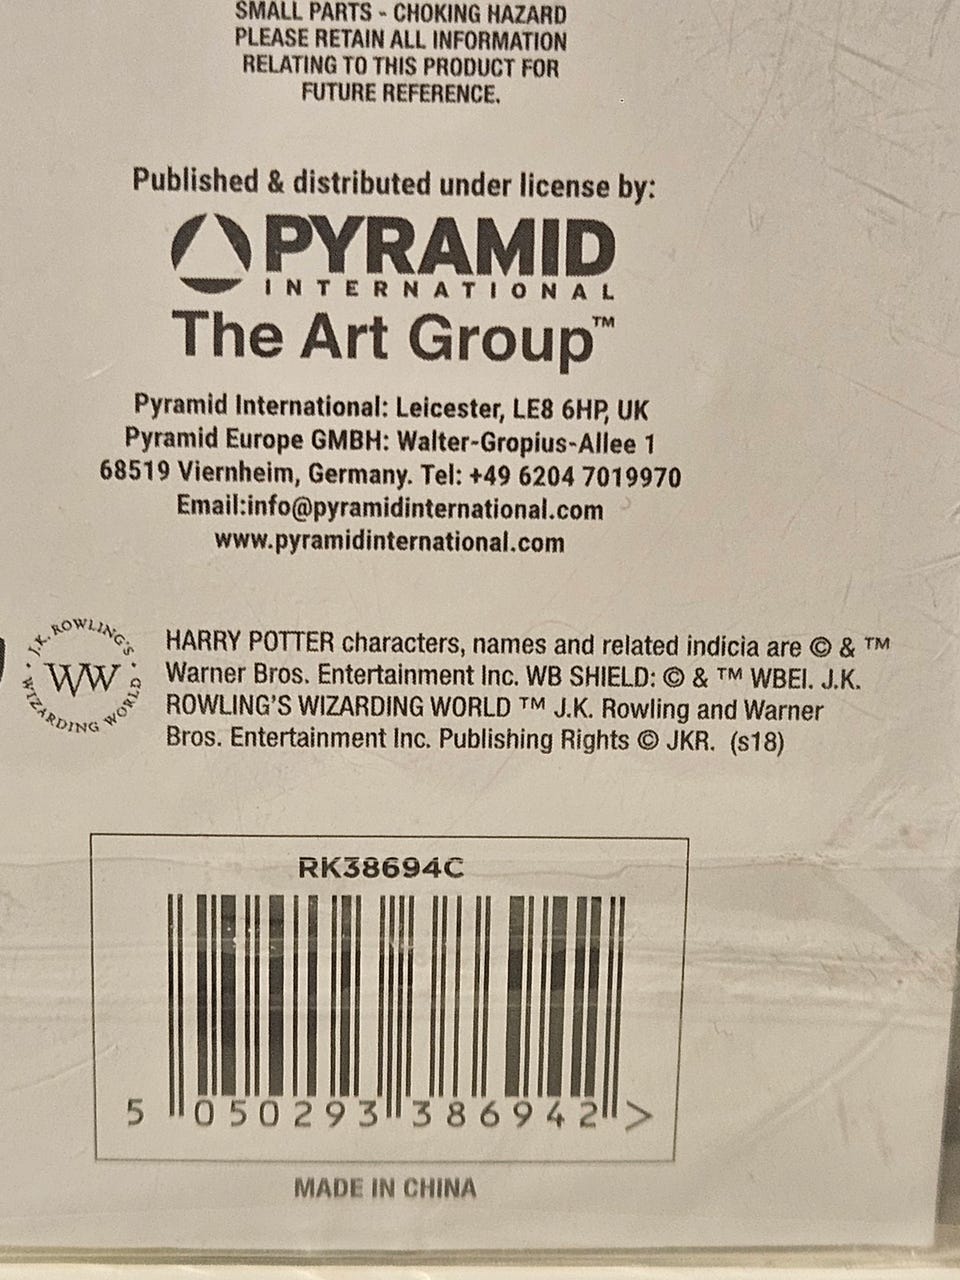 SMALL PARTS - CHOKING HAZARD
PLEASE RETAIN ALL INFORMATION
RELATING TO THIS PRODUCT FOR
FUTURE REFERENCE.
Published & distributed under license by:
PYRAMID
INTERNATIONAL
The Art Group™
Pyramid International: Leicester, LE8 6HP, UK
Pyramid Europe GMBH: Walter-Gropius-Allee 1
68519 Viernheim, Germany. Tel: +49 6204 7019970
Email:info@pyramidinternational.com
www.pyramidinternational.com
J.K. ROWLING'S
WW
WIZARDING WORLD
HARRY POTTER characters, names and related indicia are © & ™
Warner Bros. Entertainment Inc. WB SHIELD: © & ™ WBEI. J.K.
ROWLING'S WIZARDING WORLD ™ J.K. Rowling and Warner
Bros. Entertainment Inc. Publishing Rights © JKR. (s18)
RK38694C
5 050293 386942 >
MADE IN CHINA